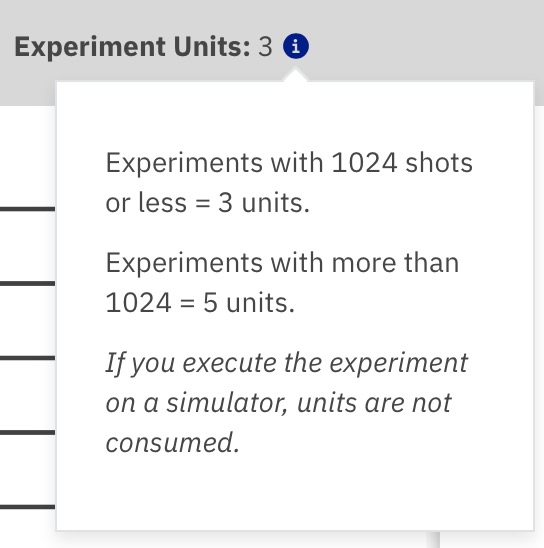 Experiment Units: 3 i
Experiments with 1024 shots
or less = 3 units.
Experiments with more than
1024 = 5 units.
If you execute the experiment
on a simulator, units are not
consumed.